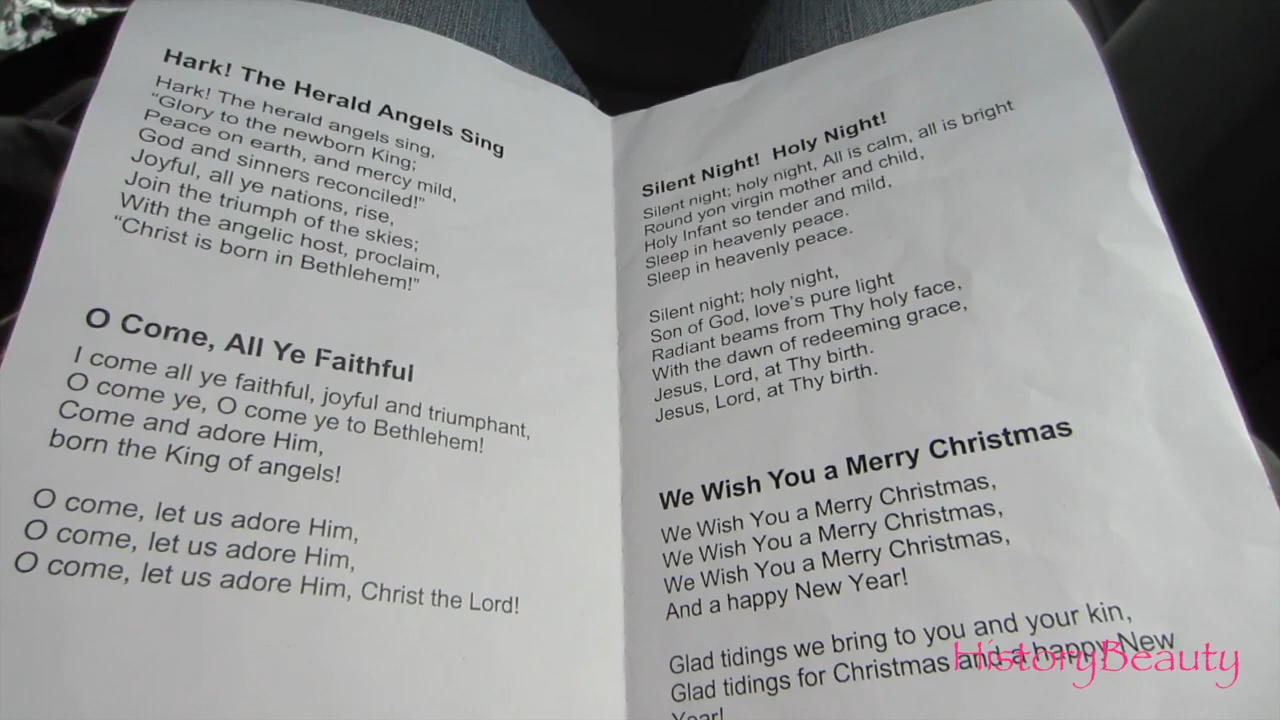 Hark! The Herald Angels Sing
Hark! The herald angels sing,
“Glory to the newborn King;
Peace on earth, and mercy mild,
God and sinners reconciled!”
Joyful, all ye nations, rise,
Join the triumph of the skies;
With the angelic host, proclaim,
“Christ is born in Bethlehem!”
O Come, All Ye Faithful
I come all ye faithful, joyful and triumphant,
O come ye, O come ye to Bethlehem!
Come and adore Him,
born the King of angels!
O come, let us adore Him,
O come, let us adore Him,
O come, let us adore Him, Christ the Lord!
Silent Night!  Holy Night!
Silent night; holy night, All is calm, all is bright
Round yon virgin mother and child,
Holy Infant so tender and mild,
Sleep in heavenly peace.
Sleep in heavenly peace.
Silent night; holy night,
Son of God, love’s pure light
Radiant beams from Thy holy face,
With the dawn of redeeming grace,
Jesus, Lord, at Thy birth.
Jesus, Lord, at Thy birth.
We Wish You a Merry Christmas
We Wish You a Merry Christmas,
We Wish You a Merry Christmas,
We Wish You a Merry Christmas,
And a happy New Year!
Glad tidings we bring to you and your kin,
Glad tidings for Christmas and a happy New
Year!
HistoryBeauty